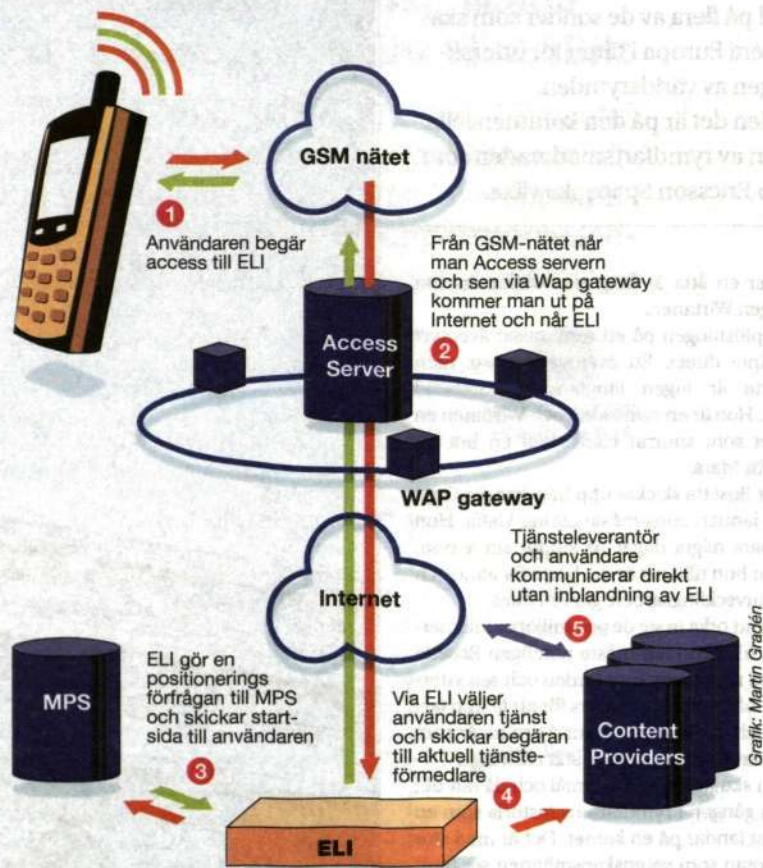 GSM nätet
1
Användaren begär
access till ELI
Från GSM-nätet når
man Access servern
och sen via Wap gateway
kommer man ut på
Internet och når ELI
2
Access
Server
WAP gateway
Internet
Tjänsteleverantör
och användare
kommunicerar direkt
utan inblandning av ELI
5
MPS
ELI gör en
positionerings
förfrågan till MPS
och skickar start-
sida till användaren
3
Via ELI väljer
användaren tjänst
och skickar begäran
till aktuell tjänste-
förmedlare
4
Content
Providers
ELI
Grafik: Martin Gradén